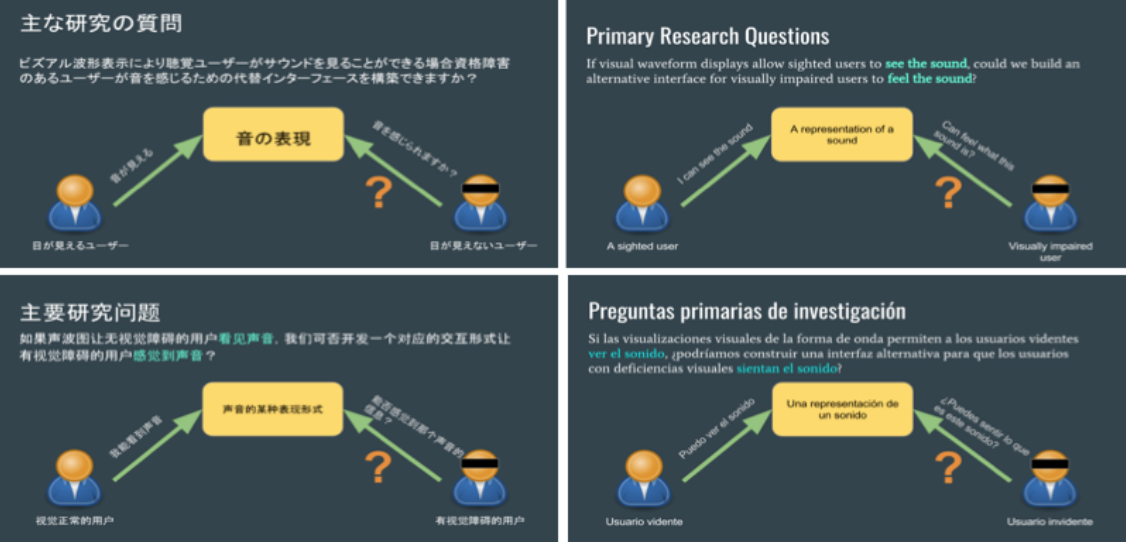 主な研究の質問
ビズアル波形表示により聴覚ユーザーがサウンドを見ることができる場合資格障害
のあるユーザーが音を感じるための代替インターフェースを構築できますか？
音の表現
音が見える
音を感じられますか？
?
目が見えるユーザー
目が見えないユーザー
Primary Research Questions
If visual waveform displays allow sighted users to see the sound, could we build an
alternative interface for visually impaired users to feel the sound?
A representation of a
sound
I can see the sound
Can feel what this
sound is?
?
A sighted user
Visually impaired
user
主要研究问题
如果声波图让无视觉障碍的用户看见声音，我们可否开发一个对应的交互形式让
有视觉障碍的用户感觉到声音？
声音的某种表现形式
我能看到声音
能否感觉到那个声音的
信息？
?
视觉正常的用户
有视觉障碍的用户
Preguntas primarias de investigación
Si las visualizaciones visuales de la forma de onda permiten a los usuarios videntes
ver el sonido, ¿podríamos construir una interfaz alternativa para que los usuarios
con deficiencias visuales sientan el sonido?
Una representación de
un sonido
Puedo ver el sonido
¿Puedes sentir lo que
es este sonido?
?
Usuario vidente
Usuario invidente